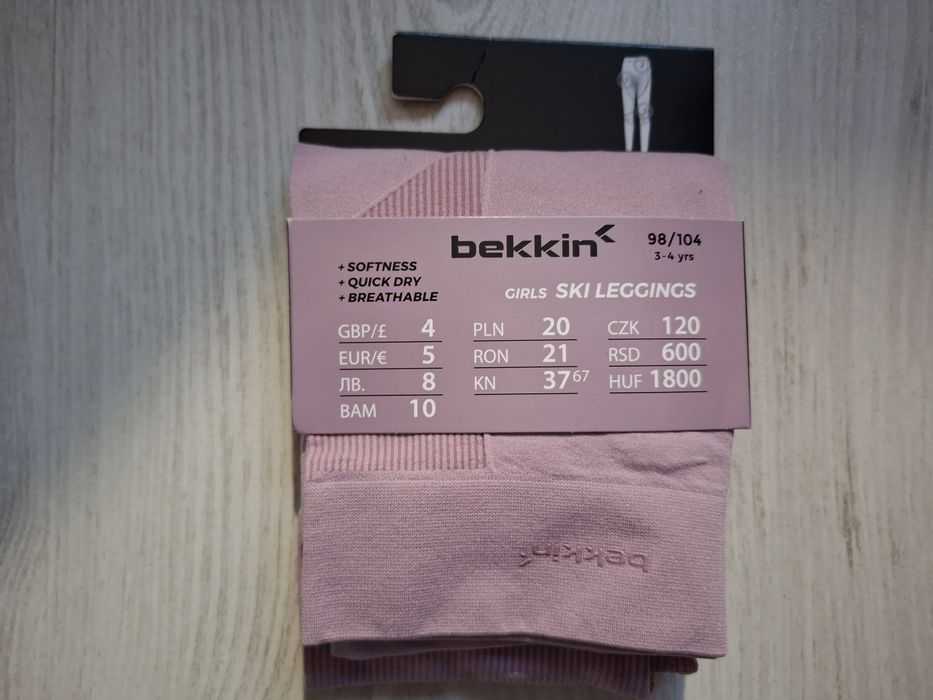 bekkin
98/104
3-4 yrs
+ SOFTNESS
+ QUICK DRY
+ BREATHABLE
GIRLS SKI LEGGINGS
GBP/£ 4
EUR/€ 5
ЛВ. 8
BAM 10
PLN 20
RON 21
KN 37⁶⁷
CZK 120
RSD 600
HUF 1800
bekkin